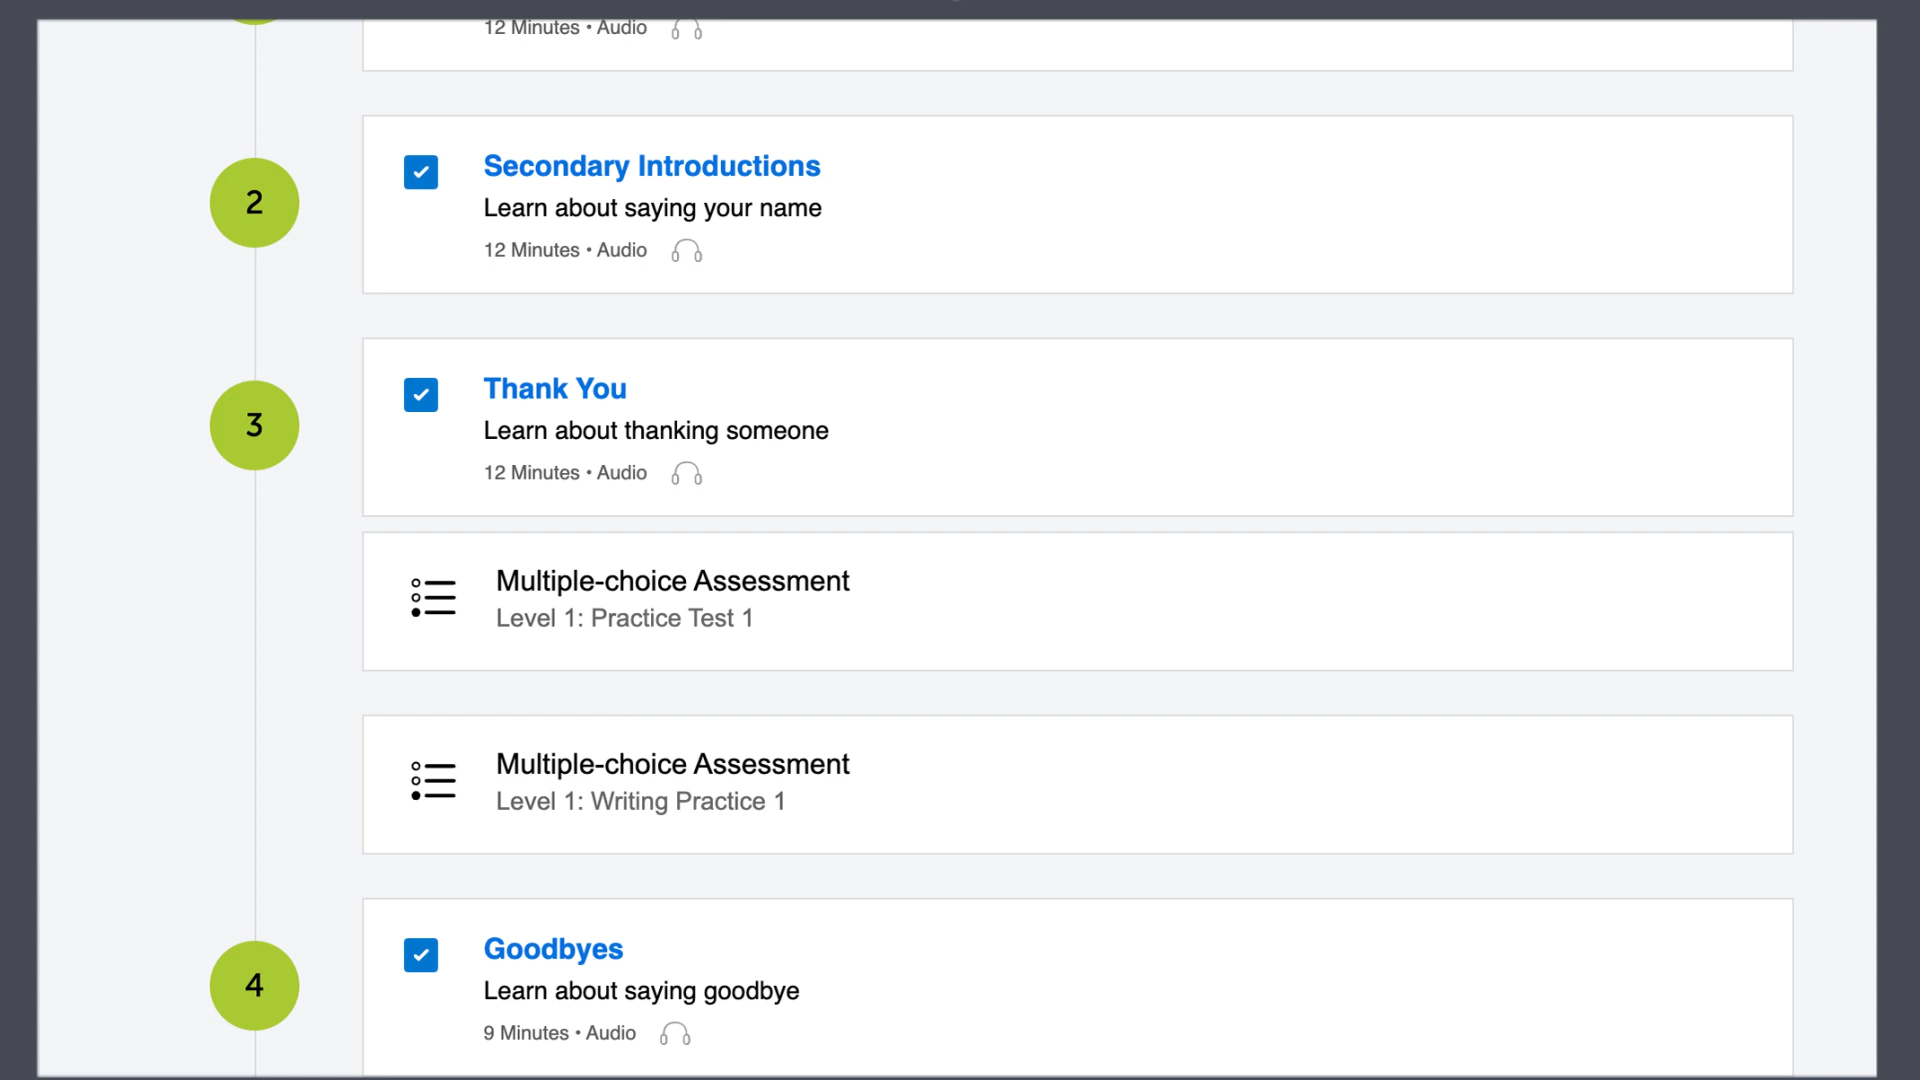 12 Minutes • Audio
2
Secondary Introductions
Learn about saying your name
12 Minutes • Audio
3
Thank You
Learn about thanking someone
12 Minutes • Audio
Multiple-choice Assessment
Level 1: Practice Test 1
Multiple-choice Assessment
Level 1: Writing Practice 1
4
Goodbyes
Learn about saying goodbye
9 Minutes • Audio